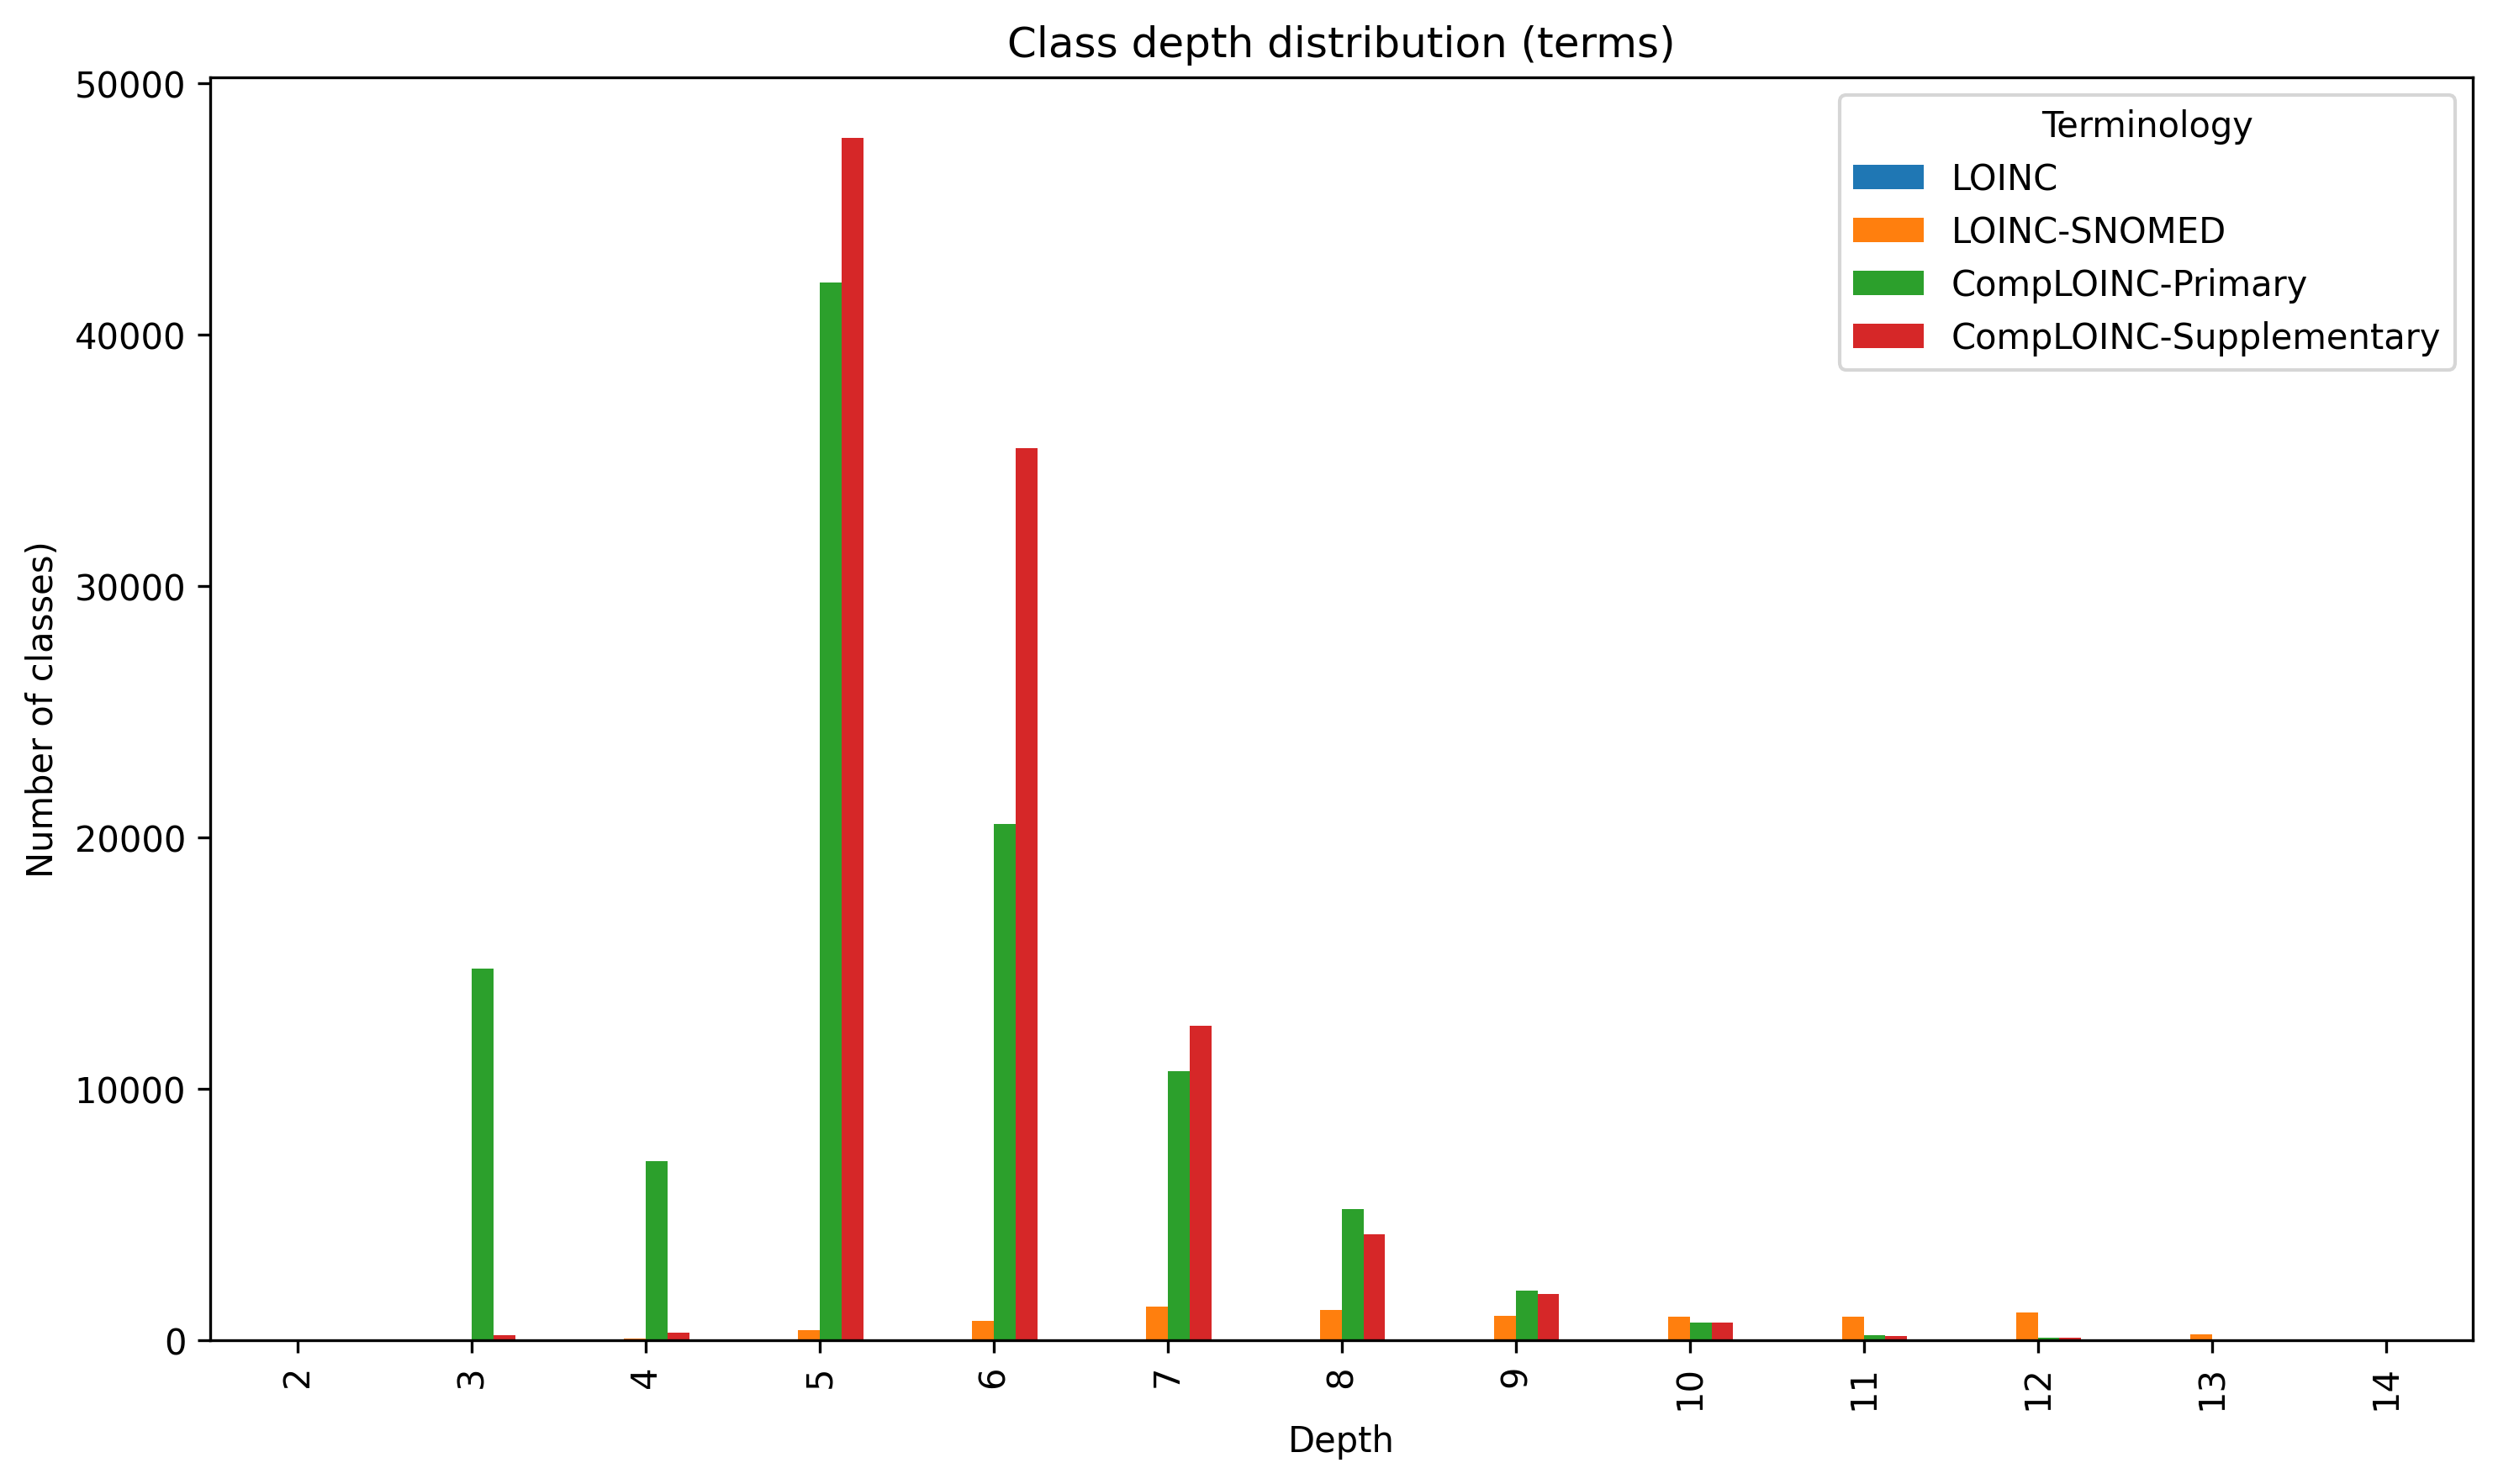 Class depth distribution (terms)
50000
40000
30000
20000
10000
0
Number of classes)
Terminology
LOINC
LOINC-SNOMED
CompLOINC-Primary
CompLOINC-Supplementary
2
3
4
5
6
7
8
9
10
11
12
13
14
Depth